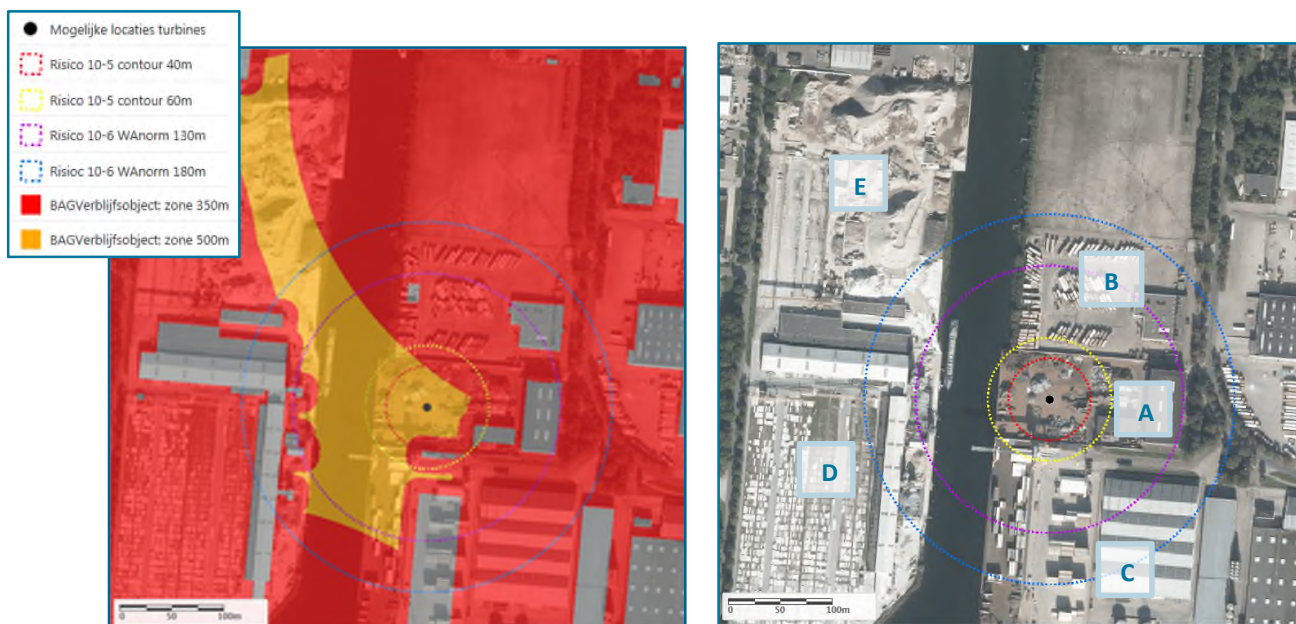 Mogelijke locaties turbines
Risico 10-5 contour 40m
Risico 10-5 contour 60m
Risico 10-6 WAnorm 130m
Risioc 10-6 WAnorm 180m
BAGVerblijfsobject: zone 350m
BAGVerblijfsobject: zone 500m
0 50 100m
E
B
A
D
C
0 50 100m